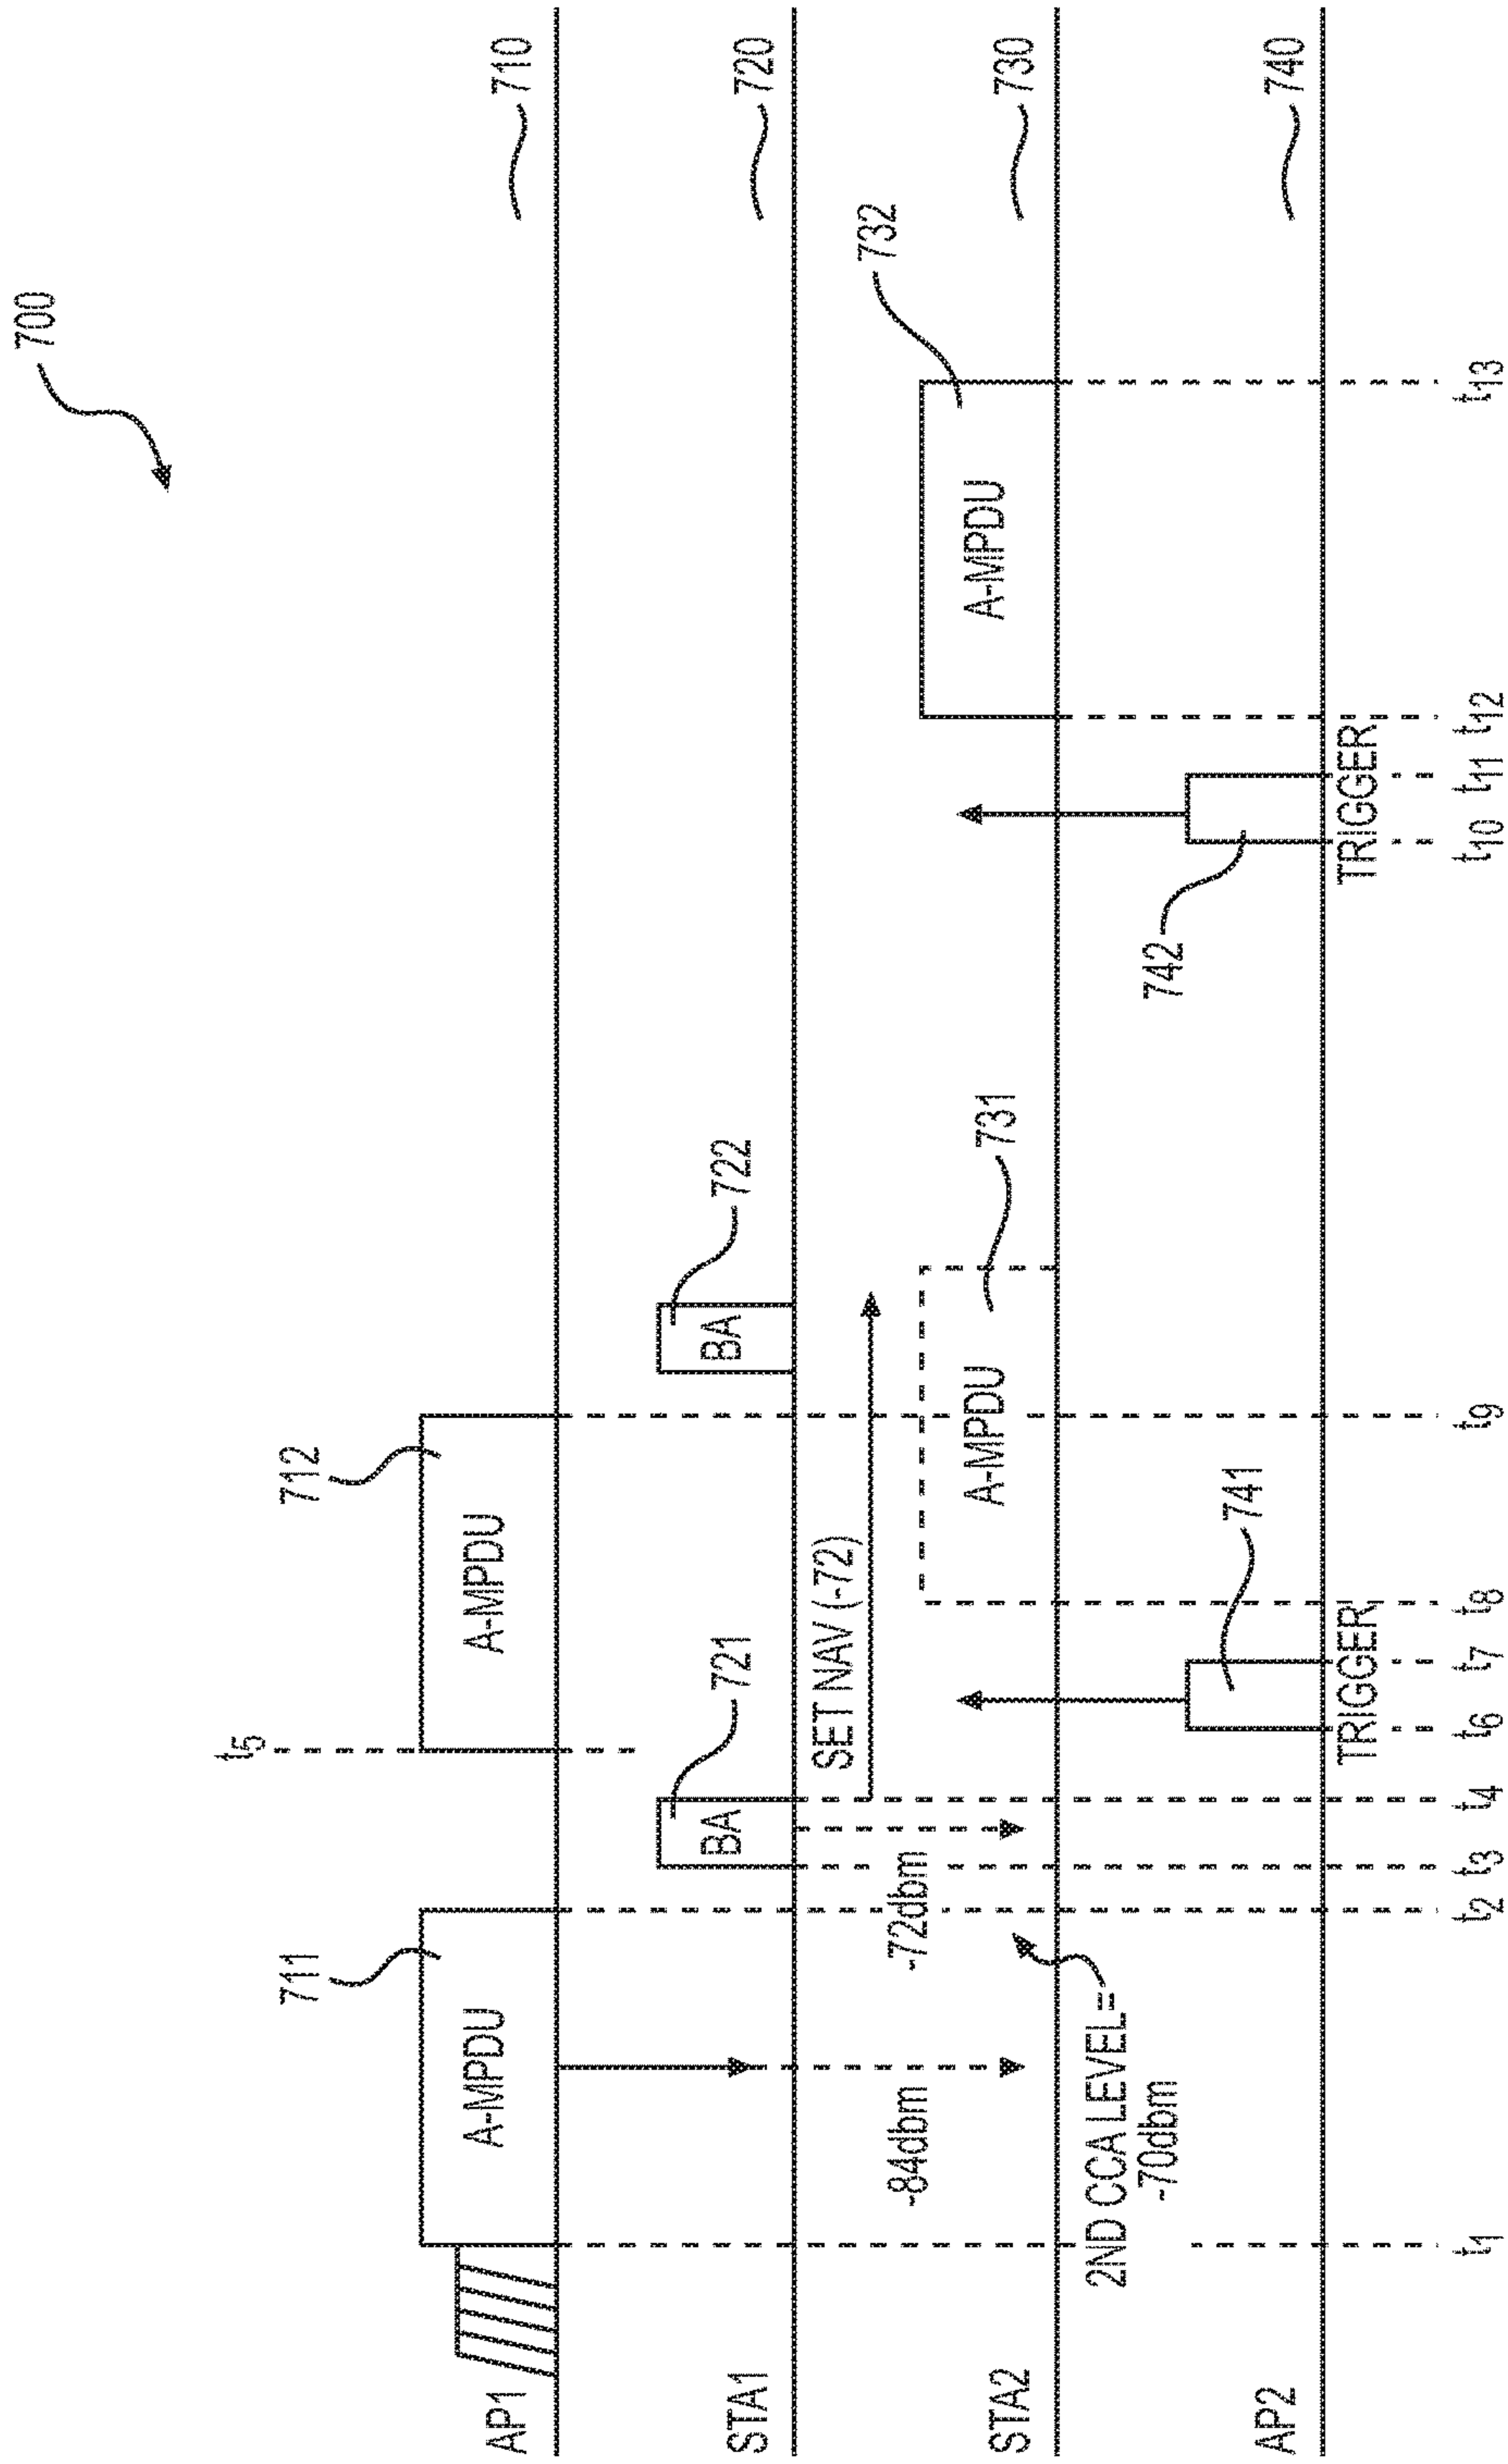 700
AP1
A-MPDU
711
t5
A-MPDU
712
710
STA1
BA
721
BA
722
720
-84dbm
-72dbm
SET NAV (-72)
STA2
2ND CCA LEVEL=
-70dbm
A-MPDU
731
A-MPDU
732
730
AP2
741
TRIGGER
742
TRIGGER
740
t1
t2
t3
t4
t6
t7
t8
t9
t10
t11
t12
t13